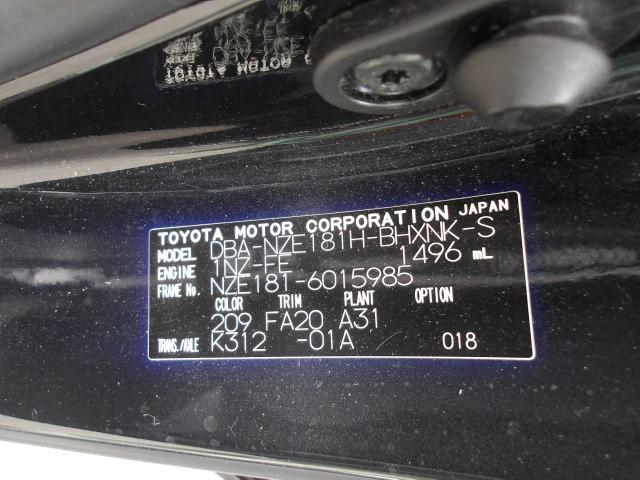 TOYOTA MOTOR CORPORATION JAPAN
MODEL DBA-NZE181H-BHXNK-S
ENGINE 1NZ-FE 1496 mL
FRAME No. NZE181-6015985
COLOR TRIM PLANT OPTION
209 FA20 A31
TRANS./AXLE K312 -01A 018